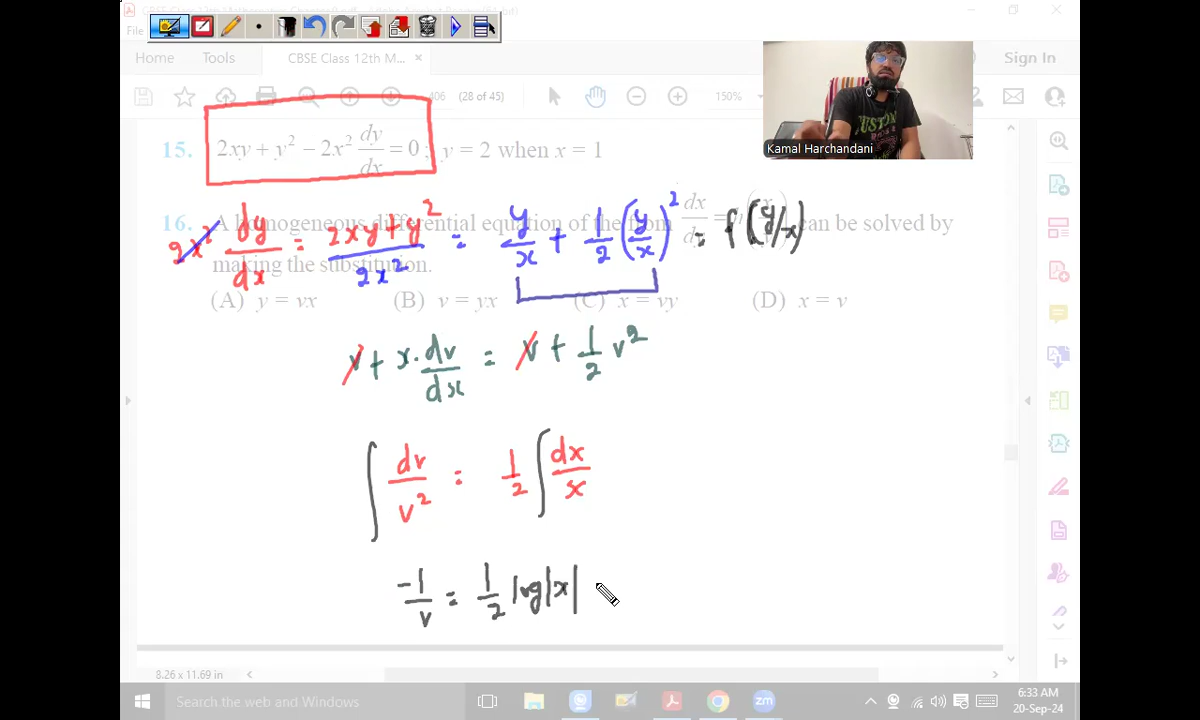 File
Home Tools CBSE Class 12th M... × Sign In
406 (28 of 45) 150%
15. 2xy + y² − 2x² dy/dx = 0; y = 2 when x = 1
2x² dy/dx = 2xy + y² / 2x² = y/x + 1/2 (y/x)² = f(y/x)
16. A homogeneous differential equation of the from dx/dy = can be solved by
making the substitution.
(A) y = vx (B) v = yx (C) x = vy (D) x = v
v + x · dv/dx = v + 1/2 v²
∫ dv/v² = 1/2 ∫ dx/x
-1/v = 1/2 log|x|
Kamal Harchandani
8.26 x 11.69 in
Search the web and Windows
zm
6:33 AM
20-Sep-24